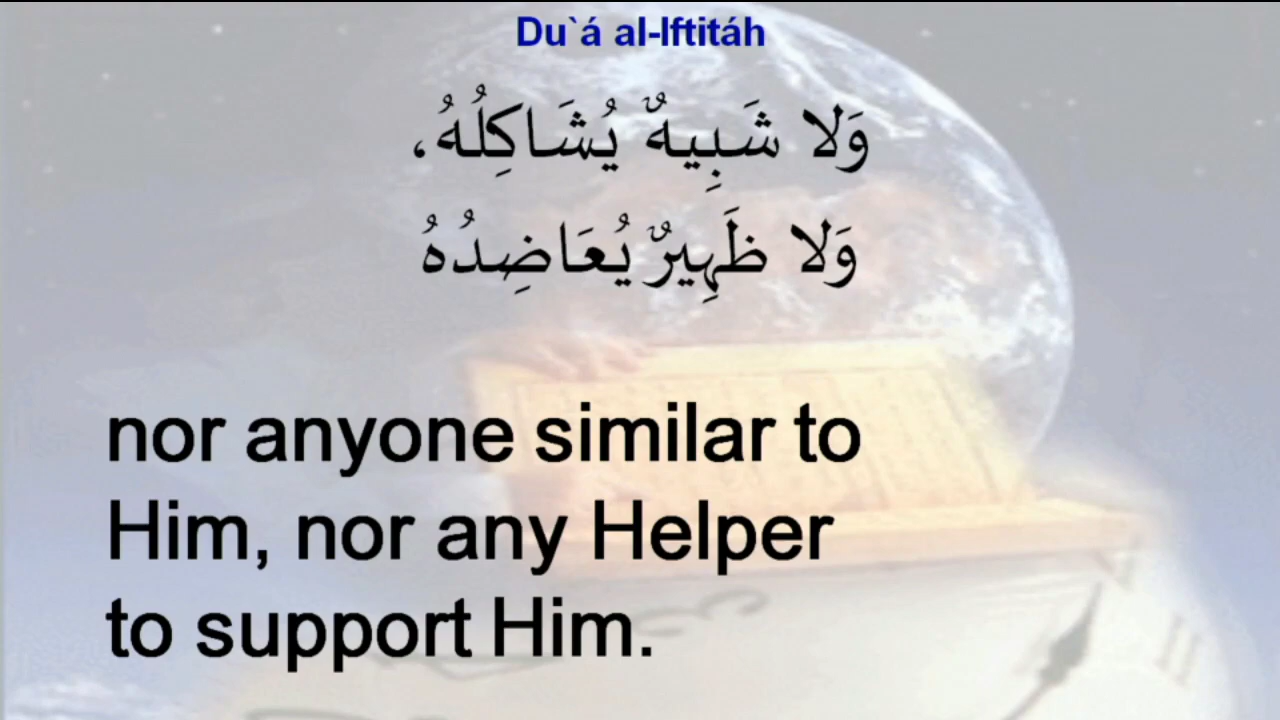 Du`á al-Iftitáh
وَلا شَبِيهٌ يُشَاكِلُهُ،
وَلا ظَهِيرٌ يُعَاضِدُهُ
nor anyone similar to
Him, nor any Helper
to support Him.